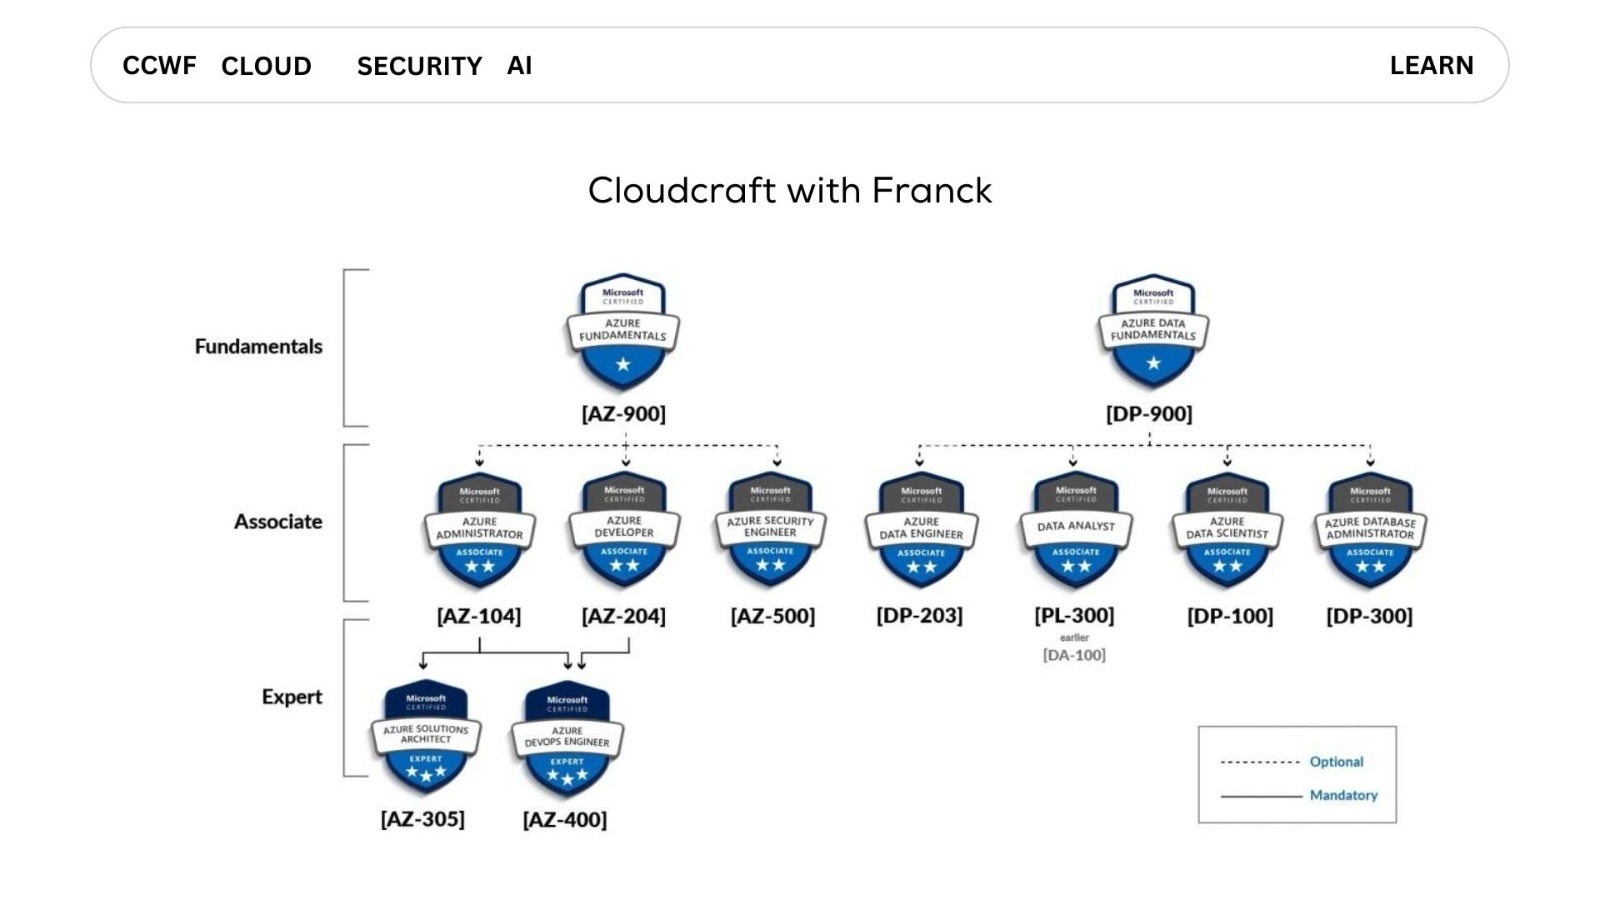 CCWF CLOUD SECURITY AI LEARN
Cloudcraft with Franck
Fundamentals
Microsoft
CERTIFIED
AZURE
FUNDAMENTALS
[AZ-900]
Microsoft
CERTIFIED
AZURE DATA
FUNDAMENTALS
[DP-900]
Associate
Microsoft
CERTIFIED
AZURE
ADMINISTRATOR
ASSOCIATE
[AZ-104]
Microsoft
CERTIFIED
AZURE
DEVELOPER
ASSOCIATE
[AZ-204]
Microsoft
CERTIFIED
AZURE SECURITY
ENGINEER
ASSOCIATE
[AZ-500]
Microsoft
CERTIFIED
AZURE
DATA ENGINEER
ASSOCIATE
[DP-203]
Microsoft
CERTIFIED
DATA ANALYST
ASSOCIATE
[PL-300]
earlier
[DA-100]
Microsoft
CERTIFIED
AZURE
DATA SCIENTIST
ASSOCIATE
[DP-100]
Microsoft
CERTIFIED
AZURE DATABASE
ADMINISTRATOR
ASSOCIATE
[DP-300]
Expert
Microsoft
CERTIFIED
AZURE SOLUTIONS
ARCHITECT
EXPERT
[AZ-305]
Microsoft
CERTIFIED
AZURE
DEVOPS ENGINEER
EXPERT
[AZ-400]
Optional
Mandatory